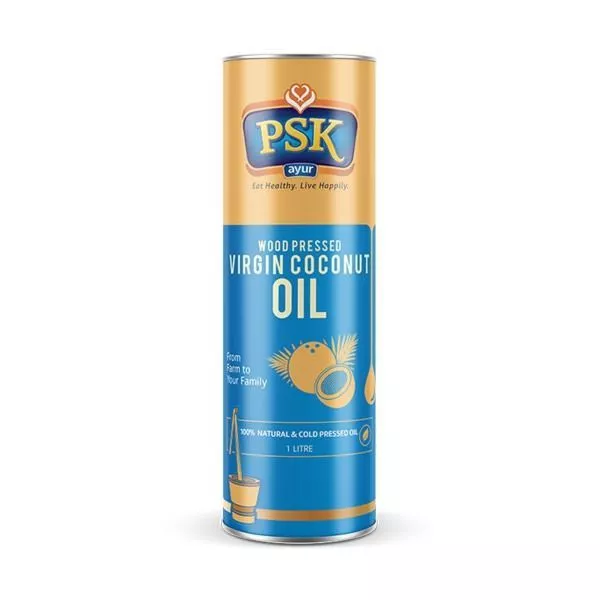 PSK
ayur
Eat Healthy. Live Happily.
WOOD PRESSED
VIRGIN COCONUT
OIL
From
Farm to
Your Family
100% NATURAL & COLD PRESSED OIL
1 LITRE